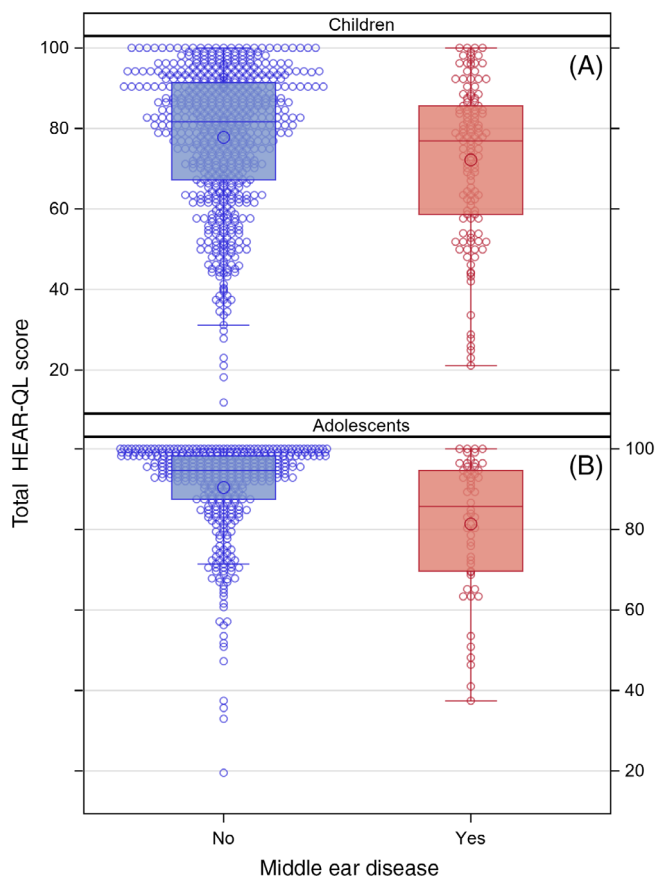 Children
(A)
100
80
60
40
20
Total HEAR-QL score
Adolescents
(B)
100
80
60
40
20
No Yes
Middle ear disease